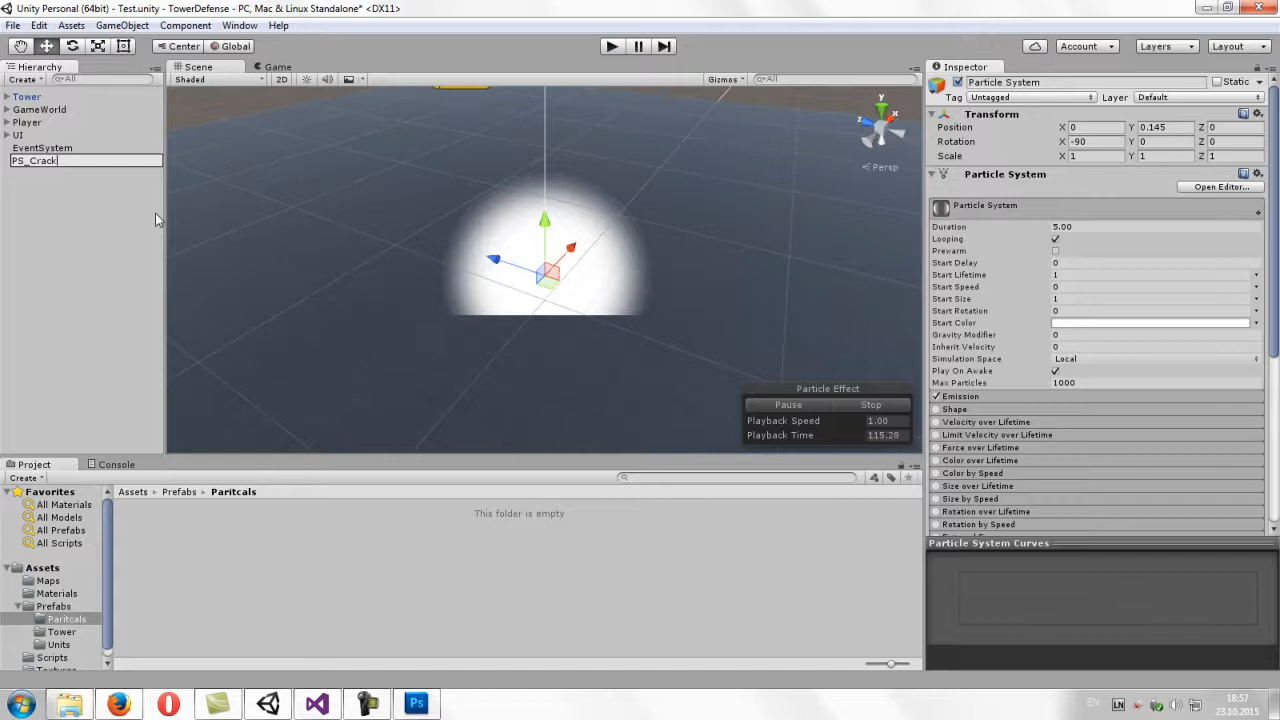 Unity Personal (64bit) - Test.unity - TowerDefense - PC, Mac & Linux Standalone* <DX11>
File Edit Assets GameObject Component Window Help
Center Global Account Layers Layout
Hierarchy Scene Game Inspector
Create All Shaded 2D Gizmos All Particle System Static
Tag Untagged Layer Default
Tower
GameWorld
Player
UI
EventSystem
PS_Crack
y
x
z
Persp
Transform
Position X 0 Y 0.145 Z 0
Rotation X -90 Y 0 Z 0
Scale X 1 Y 1 Z 1
Particle System
Open Editor...
Particle System
Duration 5.00
Looping
Prewarm
Start Delay 0
Start Lifetime 1
Start Speed 0
Start Size 1
Start Rotation 0
Start Color
Gravity Modifier 0
Inherit Velocity 0
Simulation Space Local
Play On Awake
Max Particles 1000
Emission
Shape
Velocity over Lifetime
Limit Velocity over Lifetime
Force over Lifetime
Color over Lifetime
Color by Speed
Size over Lifetime
Size by Speed
Rotation over Lifetime
Rotation by Speed
Particle System Curves
Particle Effect
Pause Stop
Playback Speed 1.00
Playback Time 115.26
Project Console
Create
Favorites
All Materials
All Models
All Prefabs
All Scripts
Assets
Maps
Materials
Prefabs
Paritcals
Tower
Units
Scripts
Assets Prefabs Paritcals
This folder is empty
Ps EN LN 18:57
23.10.2015